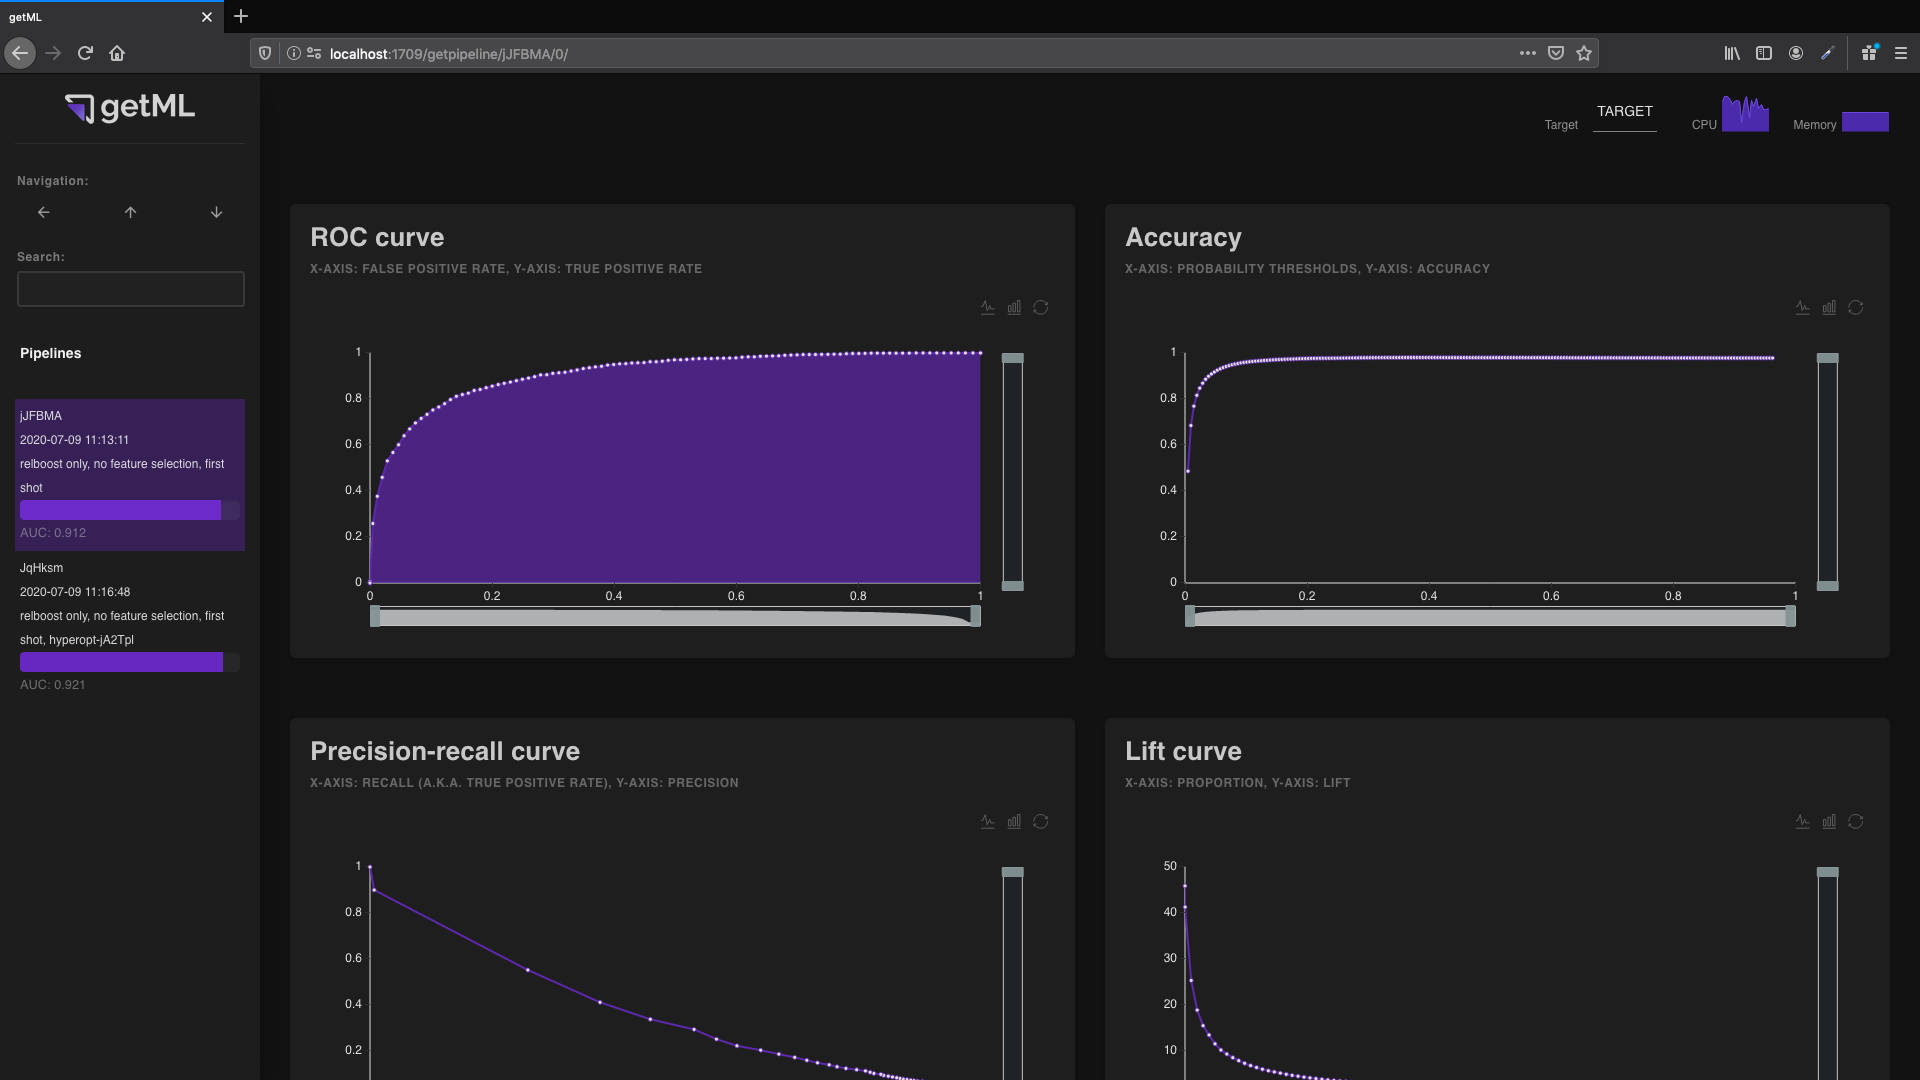 getML
localhost:1709/getpipeline/jJFBMA/0/
getML
Target
TARGET
CPU
Memory
Navigation:
Search:
Pipelines
jJFBMA
2020-07-09 11:13:11
relboost only, no feature selection, first
shot
AUC: 0.912
JqHksm
2020-07-09 11:16:48
relboost only, no feature selection, first
shot, hyperopt-jA2Tpl
AUC: 0.921
ROC curve
X-AXIS: FALSE POSITIVE RATE, Y-AXIS: TRUE POSITIVE RATE
1
0.8
0.6
0.4
0.2
0
0 0.2 0.4 0.6 0.8 1
Accuracy
X-AXIS: PROBABILITY THRESHOLDS, Y-AXIS: ACCURACY
1
0.8
0.6
0.4
0.2
0
0 0.2 0.4 0.6 0.8 1
Precision-recall curve
X-AXIS: RECALL (A.K.A. TRUE POSITIVE RATE), Y-AXIS: PRECISION
1
0.8
0.6
0.4
0.2
Lift curve
X-AXIS: PROPORTION, Y-AXIS: LIFT
50
40
30
20
10